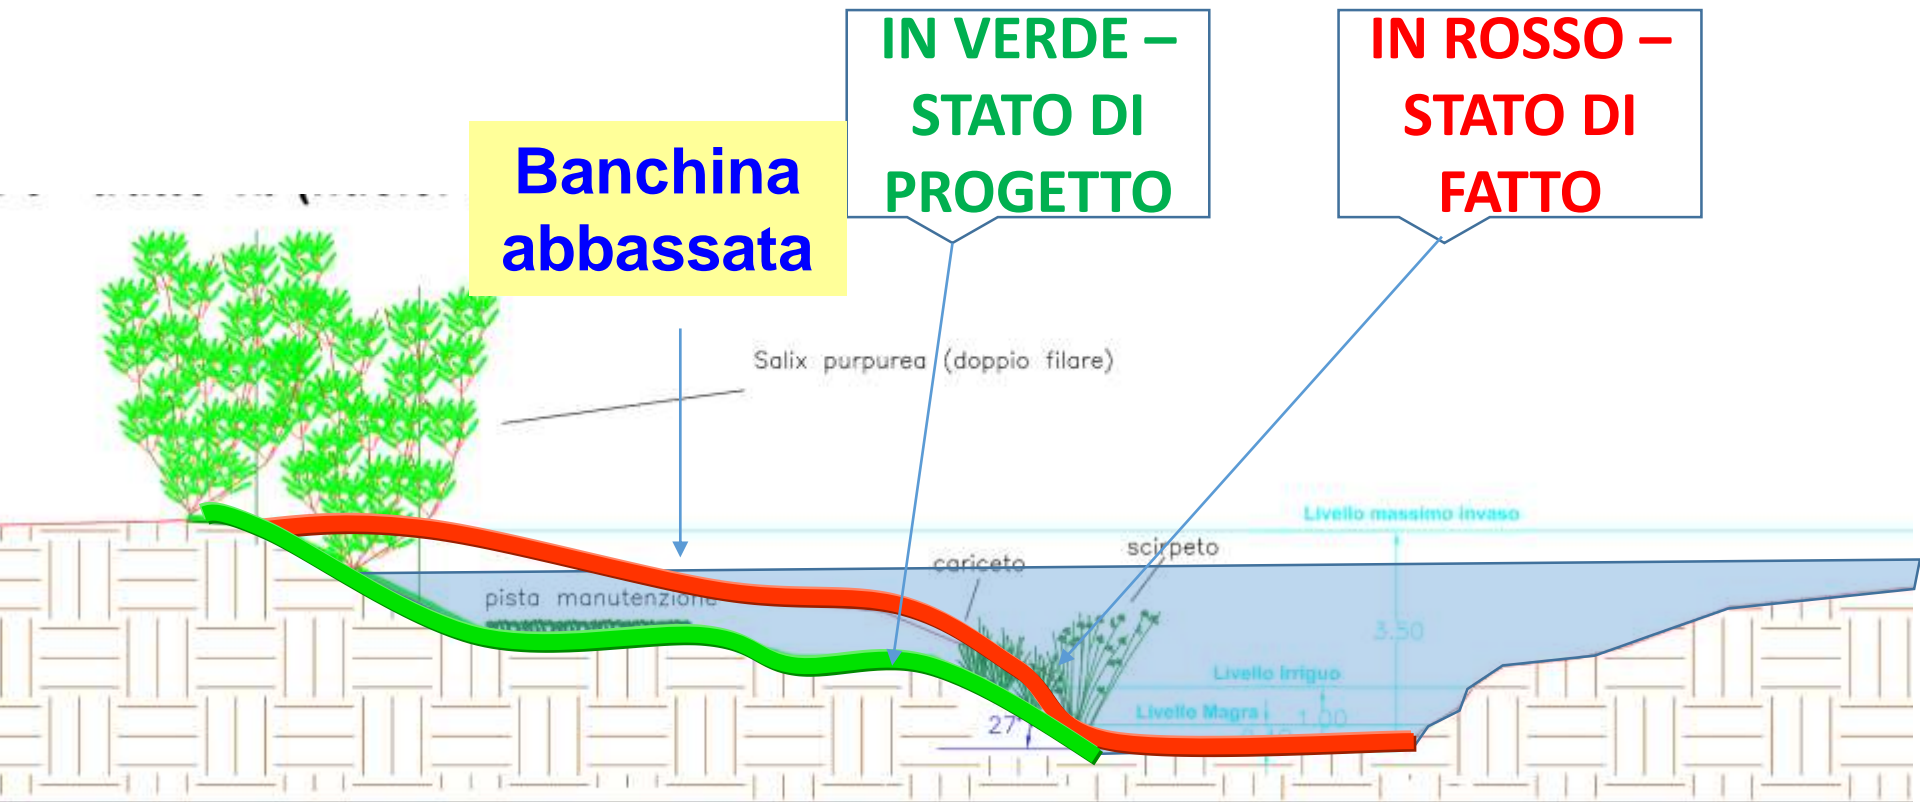 IN VERDE –
STATO DI
PROGETTO
IN ROSSO –
STATO DI
FATTO
Banchina
abbassata
Salix purpurea (doppio filare)
Livello massimo invaso
scirpeto
cariceto
pista manutenzione
3.50
Livello Irriguo
Livello Magra
1.00
27°